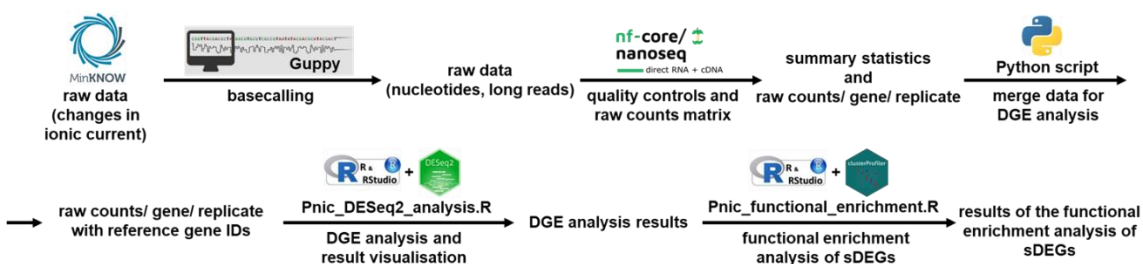 MinKNOW
raw data
(changes in
ionic current)
Guppy
basecalling
raw data
(nucleotides, long reads)
nf-core/
nanoseq
direct RNA + cDNA
quality controls and
raw counts matrix
summary statistics
and
raw counts/ gene/ replicate
Python script
merge data for
DGE analysis
raw counts/ gene/ replicate
with reference gene IDs
R R &
RStudio
R
+
DESeq2
Pnic_DESeq2_analysis.R
DGE analysis and
result visualisation
DGE analysis results
R R &
RStudio
R
+
clusterProfiler
Pnic_functional_enrichment.R
functional enrichment
analysis of sDEGs
results of the functional
enrichment analysis of
sDEGs